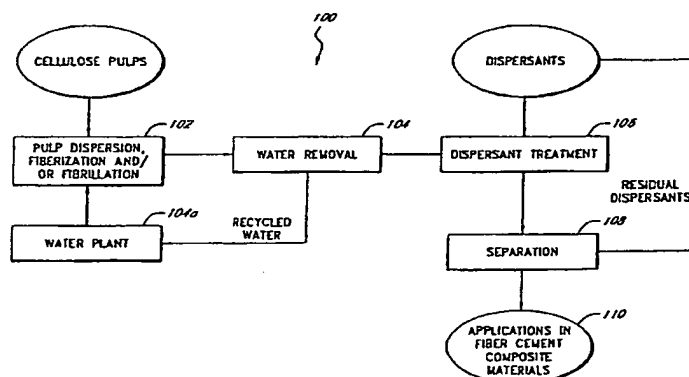 100
CELLULOSE PULPS
DISPERSANTS
102
104
106
PULP DISPERSION,
FIBERIZATION AND/
OR FIBRILLATION
WATER REMOVAL
DISPERSANT TREATMENT
RESIDUAL
DISPERSANTS
104a
RECYCLED
WATER
108
WATER PLANT
SEPARATION
110
APPLICATIONS IN
FIBER CEMENT
COMPOSITE
MATERIALS